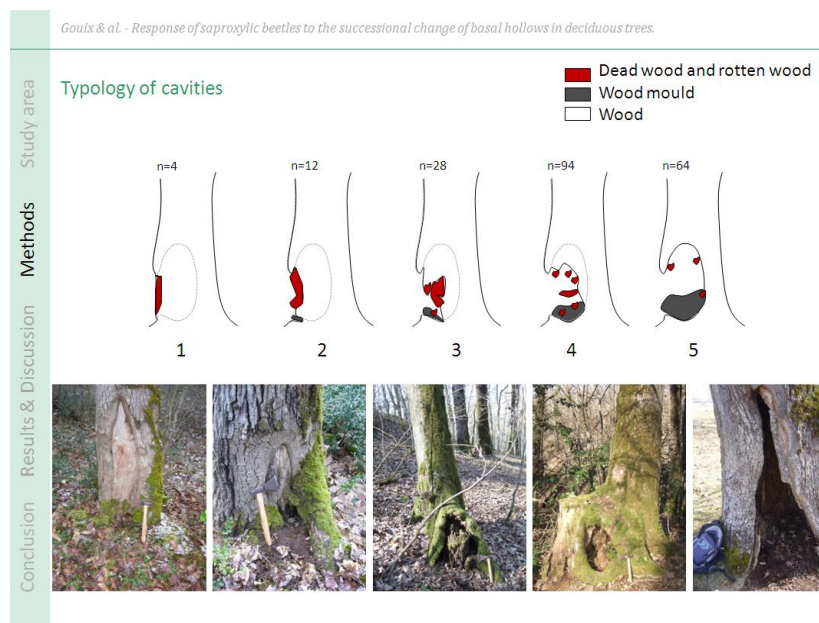 Gouix & al. - Response of saproxylic beetles to the successional change of basal hollows in deciduous trees.
Study area
Methods
Results & Discussion
Conclusion
Typology of cavities
Dead wood and rotten wood
Wood mould
Wood
n=4
n=12
n=28
n=94
n=64
1
2
3
4
5